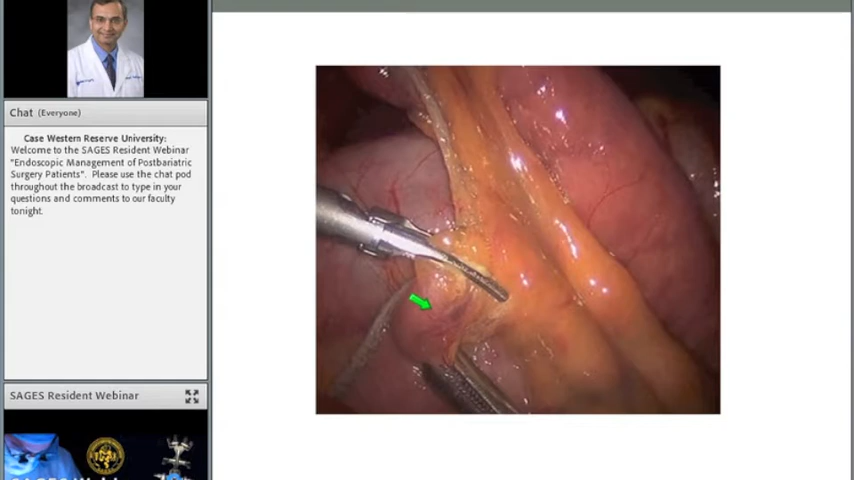 Chat (Everyone)
Case Western Reserve University:
Welcome to the SAGES Resident Webinar
"Endoscopic Management of Postbariatric
Surgery Patients". Please use the chat pod
throughout the broadcast to type in your
questions and comments to our faculty
tonight.
SAGES Resident Webinar